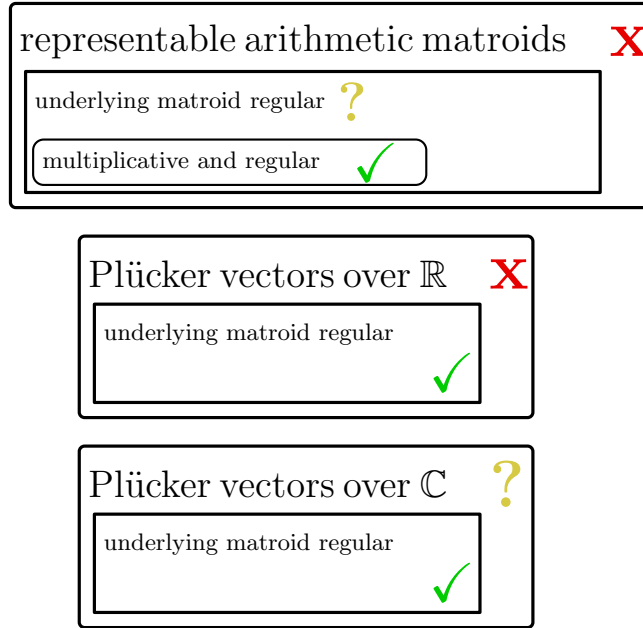 representable arithmetic matroids X
underlying matroid regular ?
multiplicative and regular ✓
Plücker vectors over ℝ X
underlying matroid regular
✓
Plücker vectors over ℂ ?
underlying matroid regular
✓